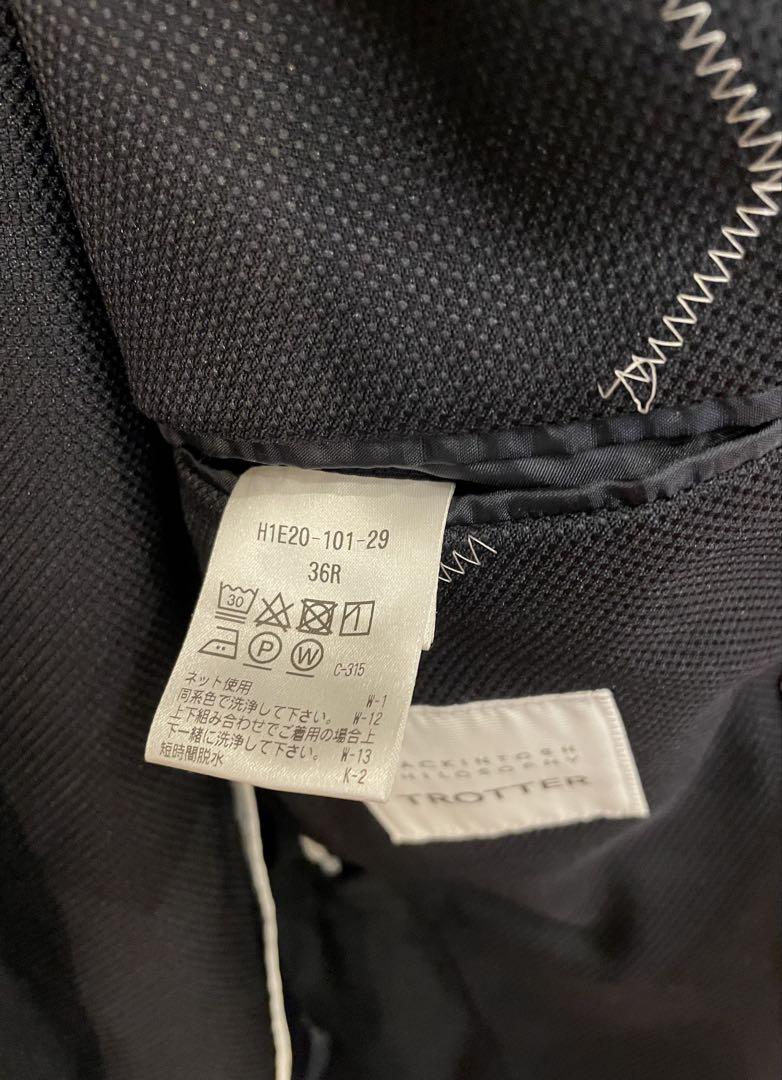 H1E20-101-29
36R
30
P W C-315
ネット使用 W-1
同系色で洗浄して下さい。 W-12
上下組み合わせでご着用の場合上
下一緒に洗浄して下さい。 W-13
短時間脱水 K-2
ACKINTOSH
PHILOSOPHY
TROTTER